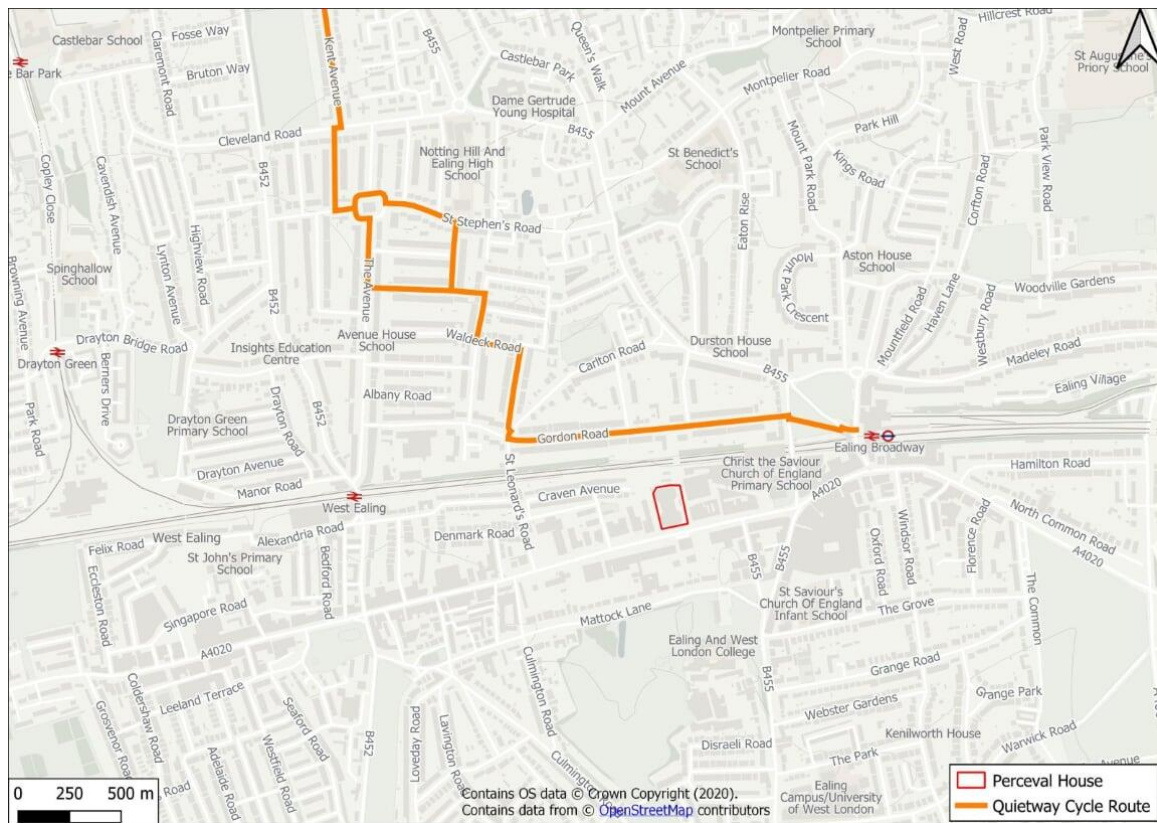 Castlebar School
Fosse Way
Claremont Road
Bruton Way
e Bar Park
Kent Avenue
B455
Castlebar Park
Queen's Walk
Montpelier Primary
School
Hillcrest Road
West Road
St Augustine's
Priory School
Mount Avenue
Montpelier Road
Dame Gertrude
Young Hospital
B455
Cleveland Road
Park Hill
Notting Hill And
Ealing High
School
St Benedict's
School
Mount Park Road
Kings Road
Corfton Road
Park View Road
Copley Close
Cavendish Avenue
B452
St Stephen's Road
Eaton Rise
Highview Road
Lynton Avenue
Browning Avenue
Spinghallow
School
The Avenue
B452
Mount Park
Crescent
Aston House
School
Haven Lane
Mountfield Road
Westbury Road
Woodville Gardens
Drayton Bridge Road
Drayton Green
Berners Drive
Insights Education
Centre
Avenue House
School
Waldeck Road
Carlton Road
Durston House
School
B455
Madeley Road
Ealing Village
Park Road
Drayton Green
Primary School
Drayton Road
B452
Albany Road
Gordon Road
Ealing Broadway
Drayton Avenue
Manor Road
St Leonard's Road
Christ the Saviour
Church of England
Primary School
A4020
Hamilton Road
West Ealing
Craven Avenue
Felix Road
West Ealing
Alexandria Road
Denmark Road
North Common Road
A4020
St John's Primary
School
Bedford Road
Eccleston Road
B455
B455
Oxford Road
Windsor Road
Florence Road
Singapore Road
Mattock Lane
St Saviour's
Church Of England
Infant School
The Grove
The Common
A4020
Ealing And West
London College
Leeland Terrace
Coldershaw Road
Culmington Road
B455
Grange Road
Grange Park
Grosvenor Road
Adelaide Road
Westfield Road
Seaford Road
B452
Loveday Road
Lavington Road
Culmington
Webster Gardens
Disraeli Road
Kenilworth House
Warwick Road
The Park
Ealing
Campus/University
of West London
0 250 500 m
Contains OS data © Crown Copyright (2020).
Contains data from © OpenStreetMap contributors
Perceval House
Quietway Cycle Route